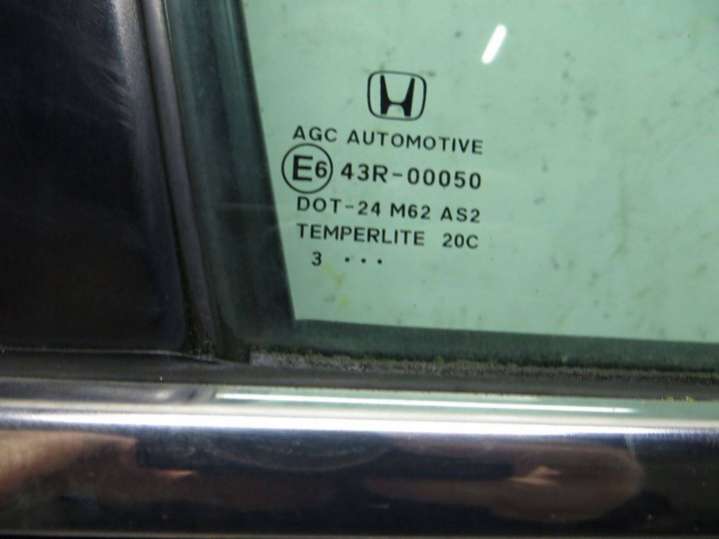 AGC AUTOMOTIVE
E6 43R-00050
DOT-24 M62 AS2
TEMPERLITE 20C
3 ...